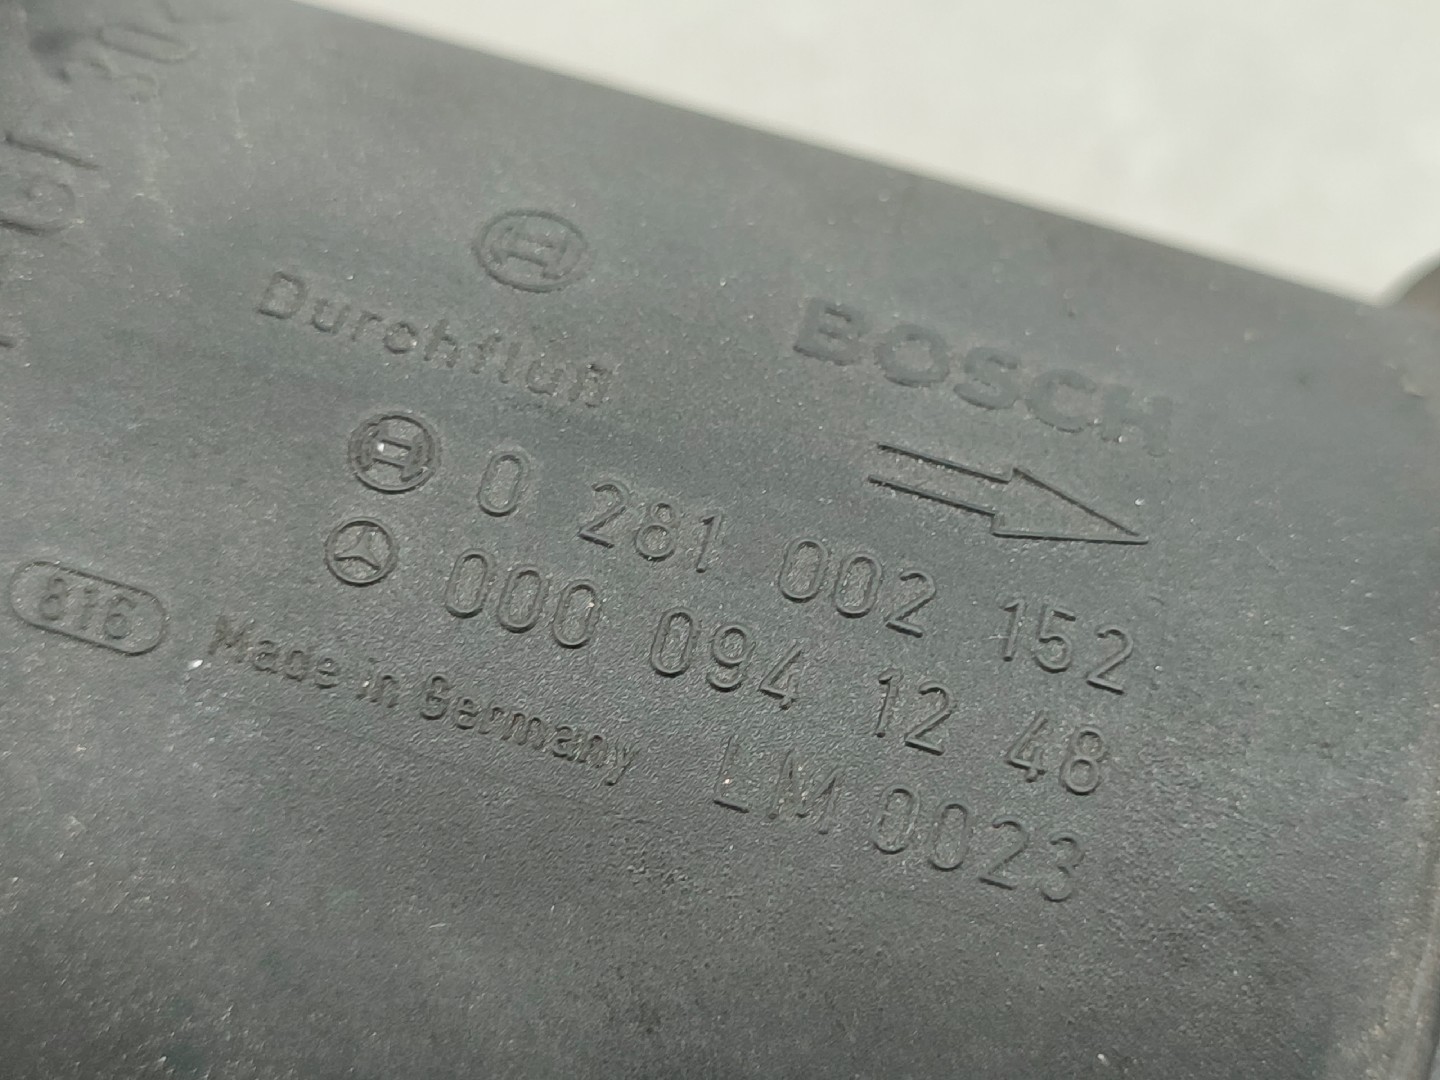 BOSCH
Durchfluß
0 281 002 152
000 094 12 48
816 Made in Germany LM 0023